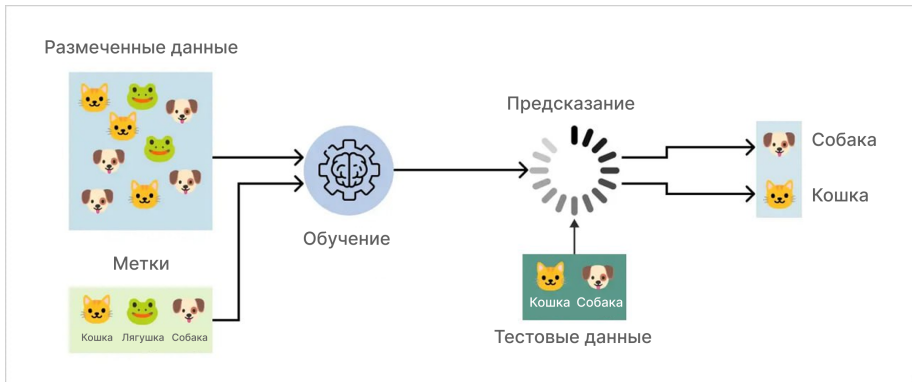 Размеченные данные
Метки
Кошка Лягушка Собака
Обучение
Предсказание
Кошка Собака
Тестовые данные
Собака
Кошка